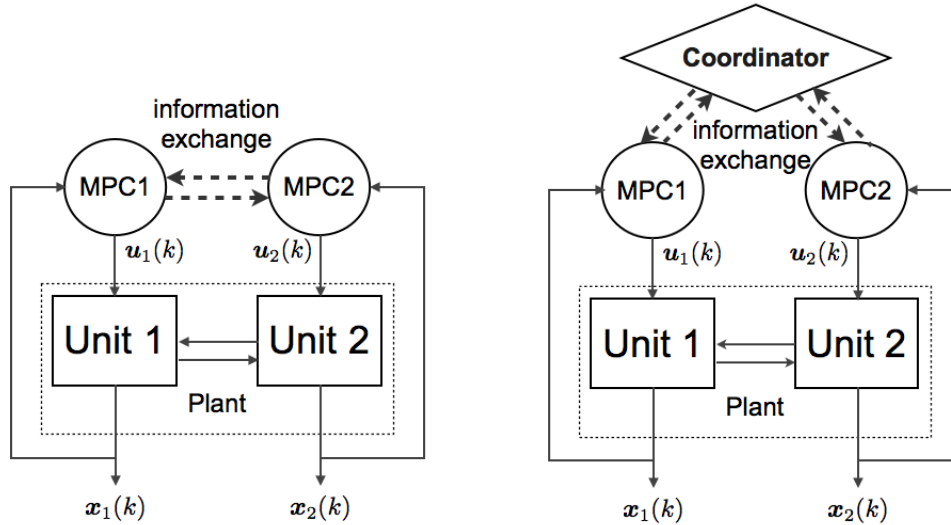 information
exchange
MPC1
MPC2
𝒖₁(k)
𝒖₂(k)
Unit 1
Unit 2
Plant
𝒙₁(k)
𝒙₂(k)
Coordinator
information
exchange
MPC1
MPC2
𝒖₁(k)
𝒖₂(k)
Unit 1
Unit 2
Plant
𝒙₁(k)
𝒙₂(k)